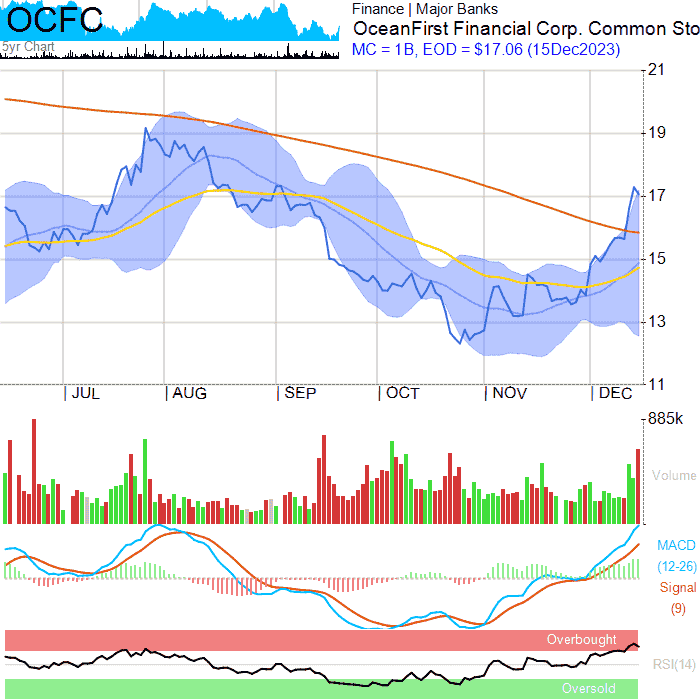 OCFC
5yr Chart
Finance | Major Banks
OceanFirst Financial Corp. Common Sto
MC = 1B, EOD = $17.06 (15Dec2023)
21
19
17
15
13
11
JUL AUG SEP OCT NOV DEC
885k
Volume
MACD
(12-26)
Signal
(9)
Overbought
RSI(14)
Oversold